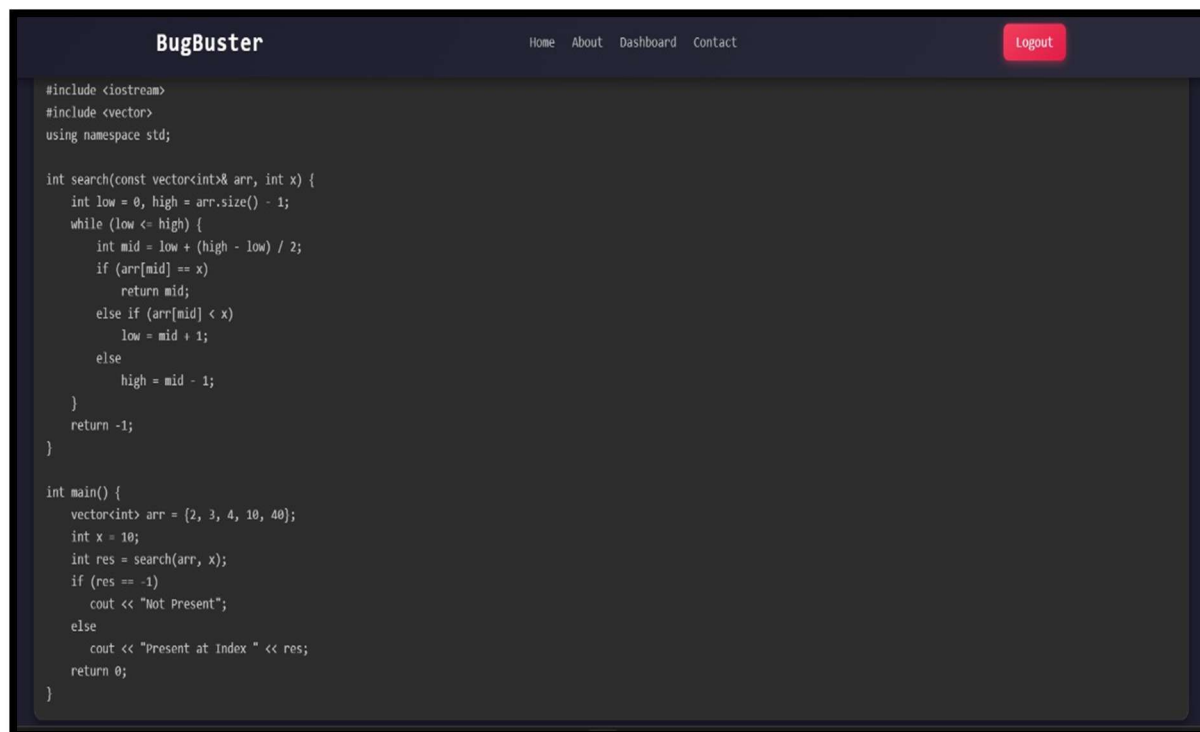 BugBuster
Home About Dashboard Contact
Logout
#include <iostream>
#include <vector>
using namespace std;
int search(const vector<int>& arr, int x) {
    int low = 0, high = arr.size() - 1;
    while (low <= high) {
        int mid = low + (high - low) / 2;
        if (arr[mid] == x)
            return mid;
        else if (arr[mid] < x)
            low = mid + 1;
        else
            high = mid - 1;
    }
    return -1;
}
int main() {
    vector<int> arr = {2, 3, 4, 10, 40};
    int x = 10;
    int res = search(arr, x);
    if (res == -1)
       cout << "Not Present";
    else
       cout << "Present at Index " << res;
    return 0;
}